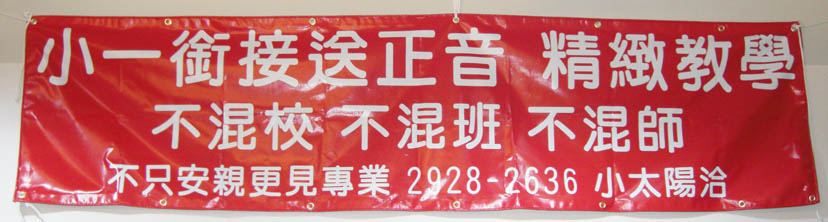 小一銜接送正音 精緻教學
不混校 不混班 不混師
不只安親更見專業 2928-2636 小太陽洽